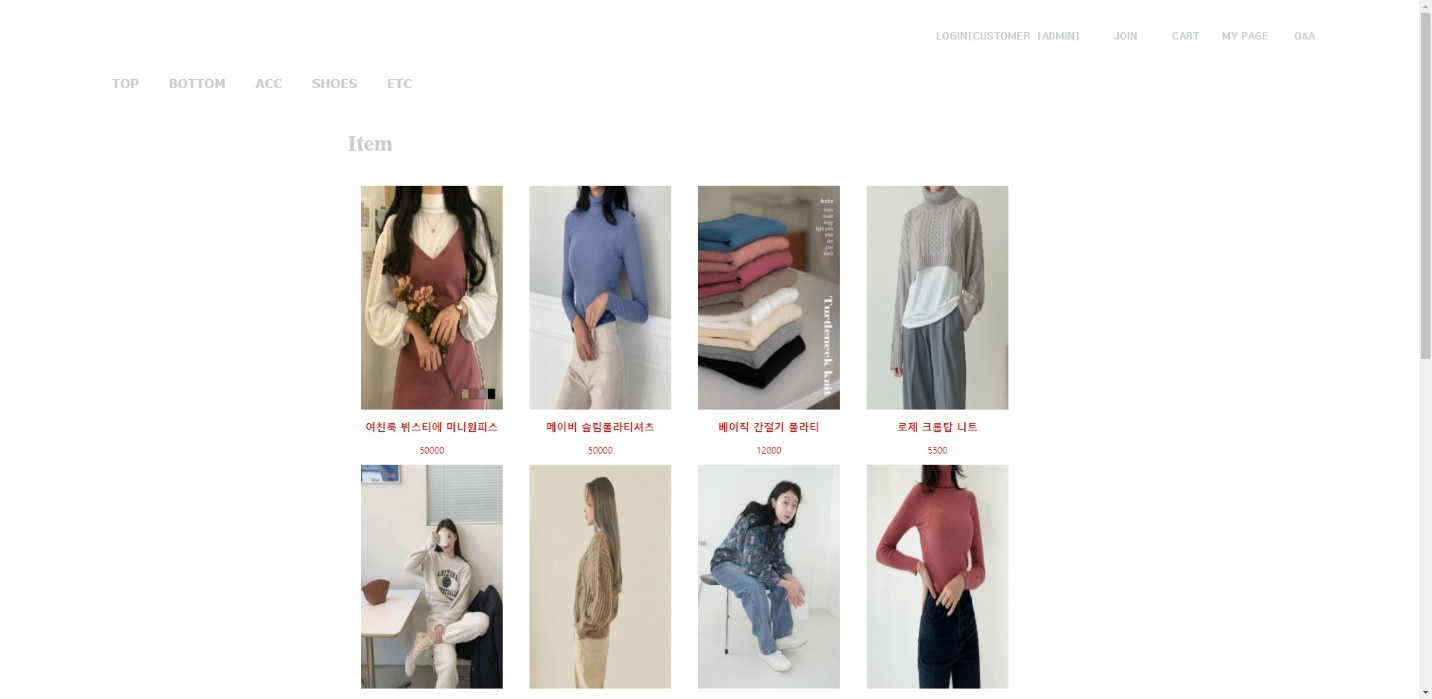 LOGIN[CUSTOMER |ADMIN] JOIN CART MY PAGE Q&A
TOP BOTTOM ACC SHOES ETC
Item
Turtleneck knit
여친룩 뷔스티에 미니원피스
50000
메이비 슬림폴라티셔츠
50000
베이직 간절기 폴라티
12000
로제 크롭탑 니트
5500
ARIZONA